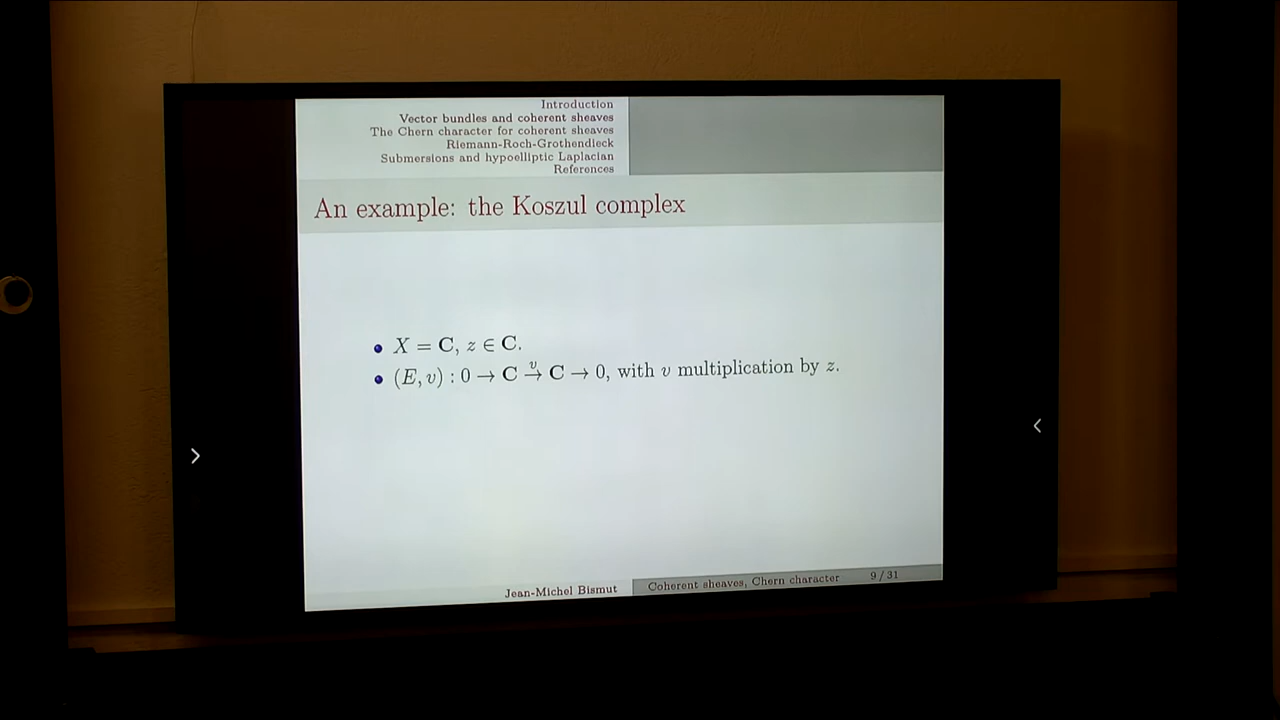 Introduction
Vector bundles and coherent sheaves
The Chern character for coherent sheaves
Riemann-Roch-Grothendieck
Submersions and hypoelliptic Laplacian
References
An example: the Koszul complex
• X = C, z ∈ C.
• (E, v) : 0 → C →ᵛ C → 0, with v multiplication by z.
Jean-Michel Bismut Coherent sheaves, Chern character 9 / 31